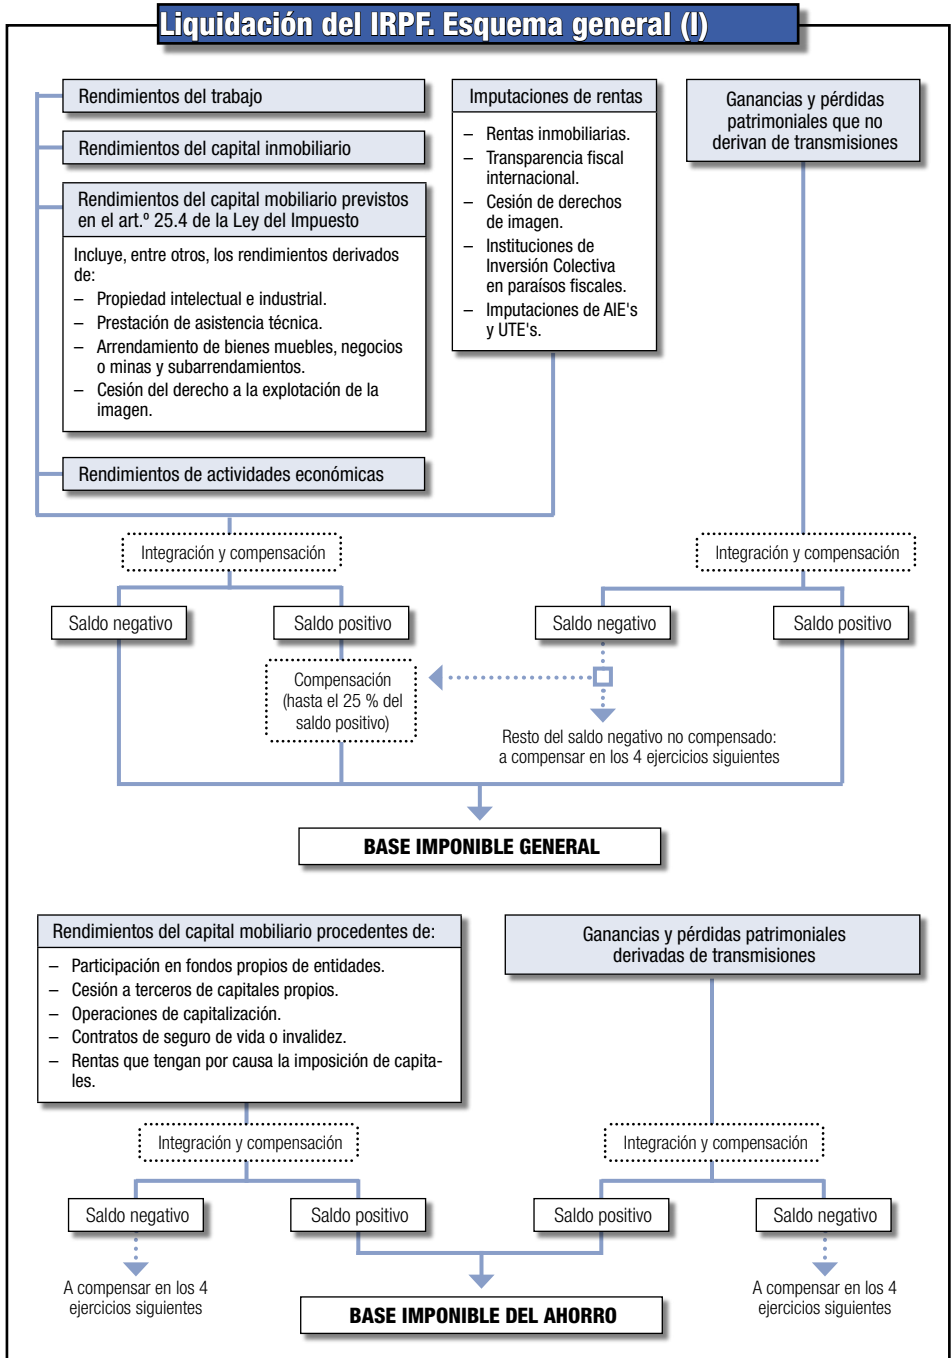 Liquidación del IRPF. Esquema general (I)
Rendimientos del trabajo
Rendimientos del capital inmobiliario
Rendimientos del capital mobiliario previstos
en el art.º 25.4 de la Ley del Impuesto
Incluye, entre otros, los rendimientos derivados
de:
– Propiedad intelectual e industrial.
– Prestación de asistencia técnica.
– Arrendamiento de bienes muebles, negocios
o minas y subarrendamientos.
– Cesión del derecho a la explotación de la
imagen.
Rendimientos de actividades económicas
Imputaciones de rentas
– Rentas inmobiliarias.
– Transparencia fiscal
internacional.
– Cesión de derechos
de imagen.
– Instituciones de
Inversión Colectiva
en paraísos fiscales.
– Imputaciones de AIE's
y UTE's.
Ganancias y pérdidas
patrimoniales que no
derivan de transmisiones
Integración y compensación
Saldo negativo
Saldo positivo
Compensación
(hasta el 25 % del
saldo positivo)
Integración y compensación
Saldo negativo
Saldo positivo
Resto del saldo negativo no compensado:
a compensar en los 4 ejercicios siguientes
BASE IMPONIBLE GENERAL
Rendimientos del capital mobiliario procedentes de:
– Participación en fondos propios de entidades.
– Cesión a terceros de capitales propios.
– Operaciones de capitalización.
– Contratos de seguro de vida o invalidez.
– Rentas que tengan por causa la imposición de capita-
les.
Ganancias y pérdidas patrimoniales
derivadas de transmisiones
Integración y compensación
Saldo negativo
Saldo positivo
A compensar en los 4
ejercicios siguientes
Integración y compensación
Saldo positivo
Saldo negativo
A compensar en los 4
ejercicios siguientes
BASE IMPONIBLE DEL AHORRO